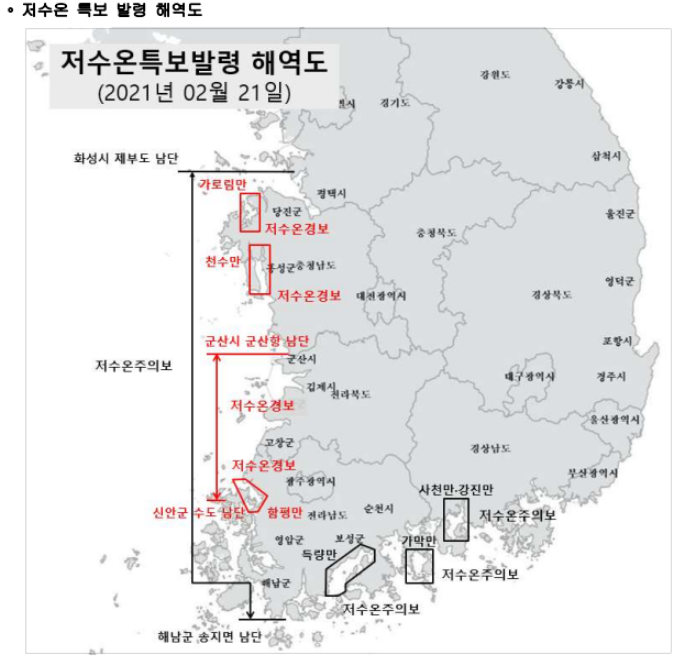 ∘ 저수온 특보 발령 해역도
저수온특보발령 해역도
(2021년 02월 21일)
강원도
강릉시
경기도
삼척시
화성시 제부도 남단
가로림만
평택시
당진군
울진군
저수온경보
충청북도
천수만
홍성군
충청남도
영덕군
저수온경보
대전광역시
경상북도
군산시 군산항 남단
포항시
군산시
저수온주의보
대구광역시
경주시
김제시
전라북도
저수온경보
울산광역시
고창군
경상남도
저수온경보
부산광역시
광주광역시
사천만·강진만
신안군 수도 남단
함평만
전라남도
순천시
저수온주의보
영암군
보성군
가막만
득량만
저수온주의보
해남군
저수온주의보
해남군 송지면 남단